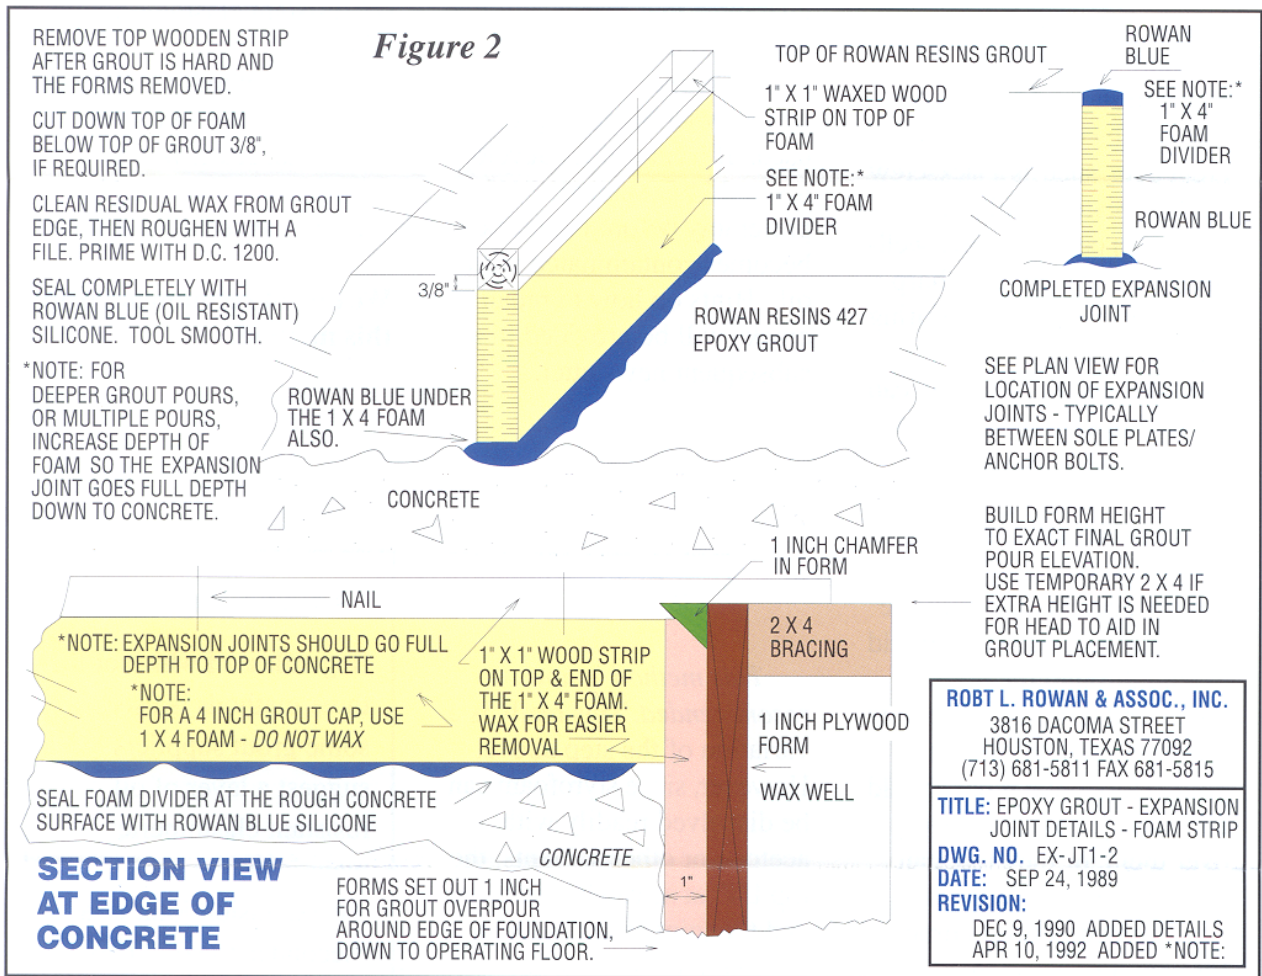 Figure 2
REMOVE TOP WOODEN STRIP
AFTER GROUT IS HARD AND
THE FORMS REMOVED.
CUT DOWN TOP OF FOAM
BELOW TOP OF GROUT 3/8",
IF REQUIRED.
CLEAN RESIDUAL WAX FROM GROUT
EDGE, THEN ROUGHEN WITH A
FILE. PRIME WITH D.C. 1200.
SEAL COMPLETELY WITH
ROWAN BLUE (OIL RESISTANT)
SILICONE. TOOL SMOOTH.
*NOTE: FOR
DEEPER GROUT POURS,
OR MULTIPLE POURS,
INCREASE DEPTH OF
FOAM SO THE EXPANSION
JOINT GOES FULL DEPTH
DOWN TO CONCRETE.
3/8"
ROWAN BLUE UNDER
THE 1 X 4 FOAM
ALSO.
TOP OF ROWAN RESINS GROUT
1" X 1" WAXED WOOD
STRIP ON TOP OF
FOAM
SEE NOTE:*
1" X 4" FOAM
DIVIDER
ROWAN RESINS 427
EPOXY GROUT
CONCRETE
ROWAN
BLUE
SEE NOTE:*
1" X 4"
FOAM
DIVIDER
ROWAN BLUE
COMPLETED EXPANSION
JOINT
SEE PLAN VIEW FOR
LOCATION OF EXPANSION
JOINTS - TYPICALLY
BETWEEN SOLE PLATES/
ANCHOR BOLTS.
BUILD FORM HEIGHT
TO EXACT FINAL GROUT
POUR ELEVATION.
USE TEMPORARY 2 X 4 IF
EXTRA HEIGHT IS NEEDED
FOR HEAD TO AID IN
GROUT PLACEMENT.
1 INCH CHAMFER
IN FORM
NAIL
*NOTE: EXPANSION JOINTS SHOULD GO FULL
DEPTH TO TOP OF CONCRETE
*NOTE:
FOR A 4 INCH GROUT CAP, USE
1 X 4 FOAM - DO NOT WAX
1" X 1" WOOD STRIP
ON TOP & END OF
THE 1" X 4" FOAM.
WAX FOR EASIER
REMOVAL
2 X 4
BRACING
1 INCH PLYWOOD
FORM
WAX WELL
SEAL FOAM DIVIDER AT THE ROUGH CONCRETE
SURFACE WITH ROWAN BLUE SILICONE
CONCRETE
1"
SECTION VIEW
AT EDGE OF
CONCRETE
FORMS SET OUT 1 INCH
FOR GROUT OVERPOUR
AROUND EDGE OF FOUNDATION,
DOWN TO OPERATING FLOOR.
ROBT L. ROWAN & ASSOC., INC.
3816 DACOMA STREET
HOUSTON, TEXAS 77092
(713) 681-5811 FAX 681-5815
TITLE: EPOXY GROUT - EXPANSION
JOINT DETAILS - FOAM STRIP
DWG. NO. EX-JT1-2
DATE: SEP 24, 1989
REVISION:
DEC 9, 1990 ADDED DETAILS
APR 10, 1992 ADDED *NOTE: